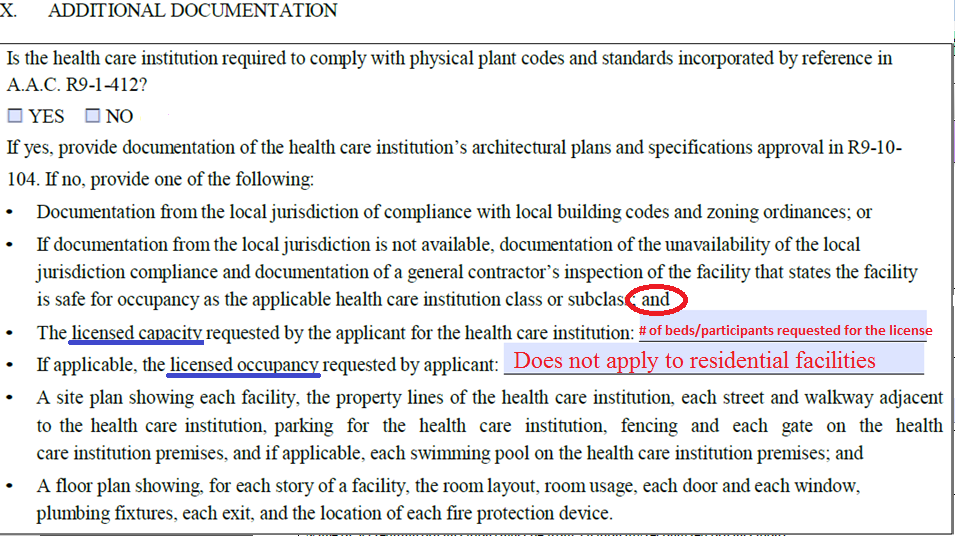 X. ADDITIONAL DOCUMENTATION
Is the health care institution required to comply with physical plant codes and standards incorporated by reference in
A.A.C. R9-1-412?
YES NO
If yes, provide documentation of the health care institution's architectural plans and specifications approval in R9-10-
104. If no, provide one of the following:
• Documentation from the local jurisdiction of compliance with local building codes and zoning ordinances; or
• If documentation from the local jurisdiction is not available, documentation of the unavailability of the local
jurisdiction compliance and documentation of a general contractor's inspection of the facility that states the facility
is safe for occupancy as the applicable health care institution class or subclass; and
• The licensed capacity requested by the applicant for the health care institution: # of beds/participants requested for the license
• If applicable, the licensed occupancy requested by applicant: Does not apply to residential facilities
• A site plan showing each facility, the property lines of the health care institution, each street and walkway adjacent
to the health care institution, parking for the health care institution, fencing and each gate on the health
care institution premises, and if applicable, each swimming pool on the health care institution premises; and
• A floor plan showing, for each story of a facility, the room layout, room usage, each door and each window,
plumbing fixtures, each exit, and the location of each fire protection device.